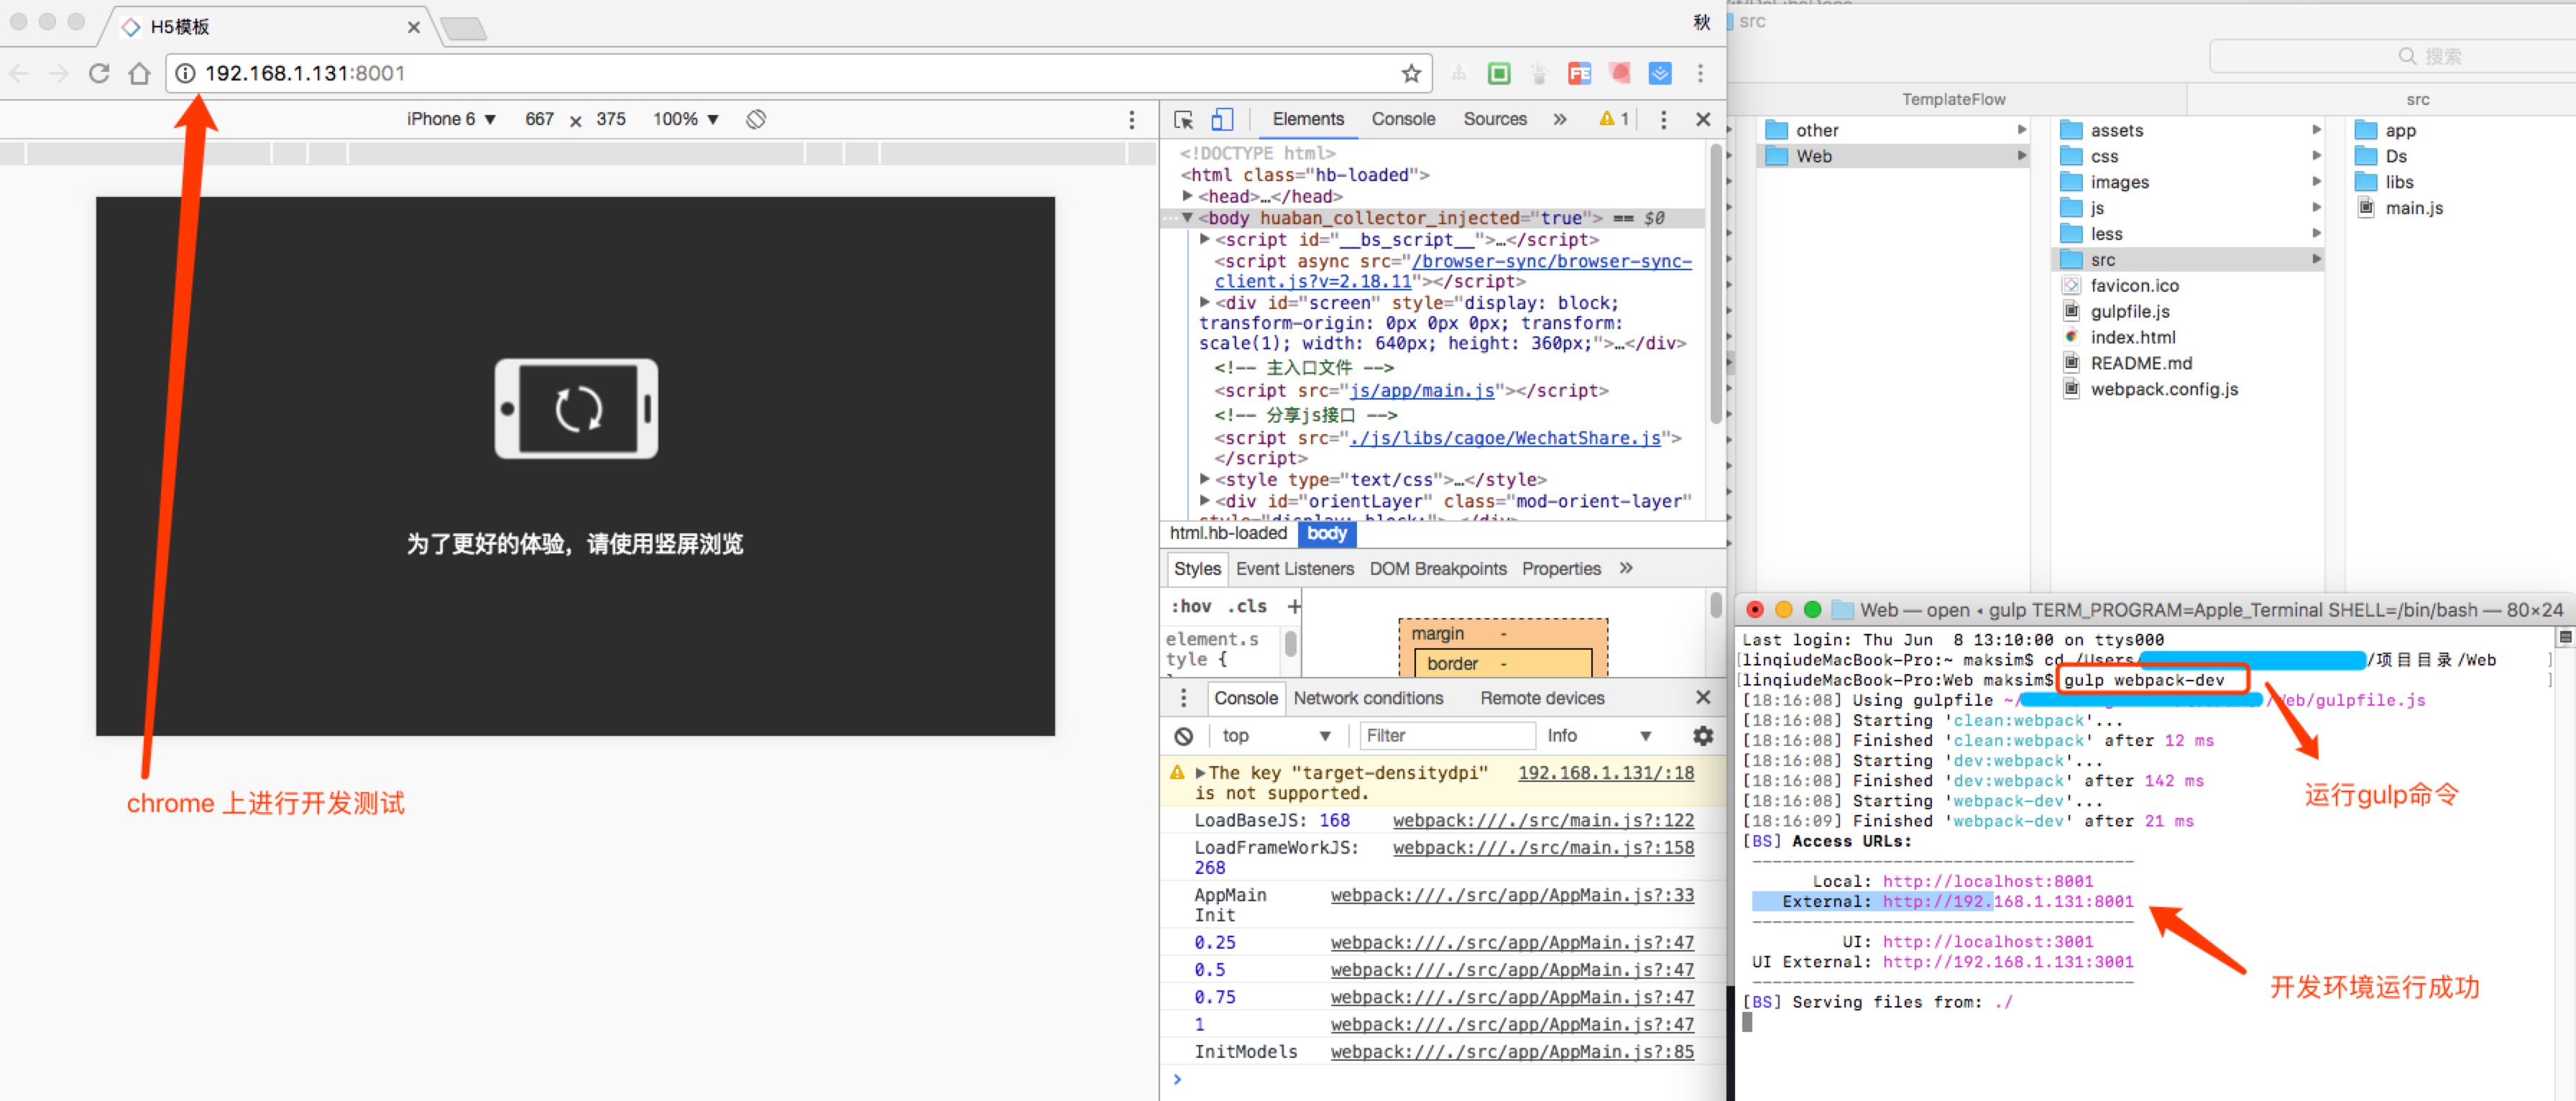 H5模板
秋
192.168.1.131:8001
iPhone 6 ▼ 667 × 375 100% ▼
Elements Console Sources » 1
<!DOCTYPE html>
<html class="hb-loaded">
<head>…</head>
<body huaban_collector_injected="true"> == $0
<script id="__bs_script__">…</script>
<script async src="/browser-sync/browser-sync-
client.js?v=2.18.11"></script>
<div id="screen" style="display: block;
transform-origin: 0px 0px 0px; transform:
scale(1); width: 640px; height: 360px;">…</div>
<!-- 主入口文件 -->
<script src="js/app/main.js"></script>
<!-- 分享js接口 -->
<script src="./js/libs/cagoe/WechatShare.js">
</script>
<style type="text/css">…</style>
<div id="orientLayer" class="mod-orient-layer"
style="display: block;">…</div>
html.hb-loaded body
Styles Event Listeners DOM Breakpoints Properties »
:hov .cls +
element.s
tyle {
margin -
border -
Console Network conditions Remote devices
top ▼ Filter Info ▼
The key "target-densitydpi" 192.168.1.131/:18
is not supported.
LoadBaseJS: 168 webpack:///./src/main.js?:122
LoadFrameWorkJS: webpack:///./src/main.js?:158
268
AppMain webpack:///./src/app/AppMain.js?:33
Init
0.25 webpack:///./src/app/AppMain.js?:47
0.5 webpack:///./src/app/AppMain.js?:47
0.75 webpack:///./src/app/AppMain.js?:47
1 webpack:///./src/app/AppMain.js?:47
InitModels webpack:///./src/app/AppMain.js?:85
>
为了更好的体验，请使用竖屏浏览
chrome 上进行开发测试
src
搜索
TemplateFlow src
other
Web
assets
css
images
js
less
src
favicon.ico
gulpfile.js
index.html
README.md
webpack.config.js
app
Ds
libs
main.js
Web — open ◂ gulp TERM_PROGRAM=Apple_Terminal SHELL=/bin/bash — 80×24
Last login: Thu Jun  8 13:10:00 on ttys000
[linqiudeMacBook-Pro:~ maksim$ cd /Users/ /项目目录/Web ]
[linqiudeMacBook-Pro:Web maksim$ gulp webpack-dev ]
[18:16:08] Using gulpfile ~/ /Web/gulpfile.js
[18:16:08] Starting 'clean:webpack'...
[18:16:08] Finished 'clean:webpack' after 12 ms
[18:16:08] Starting 'dev:webpack'...
[18:16:08] Finished 'dev:webpack' after 142 ms
[18:16:08] Starting 'webpack-dev'...
[18:16:09] Finished 'webpack-dev' after 21 ms
[BS] Access URLs:
--------------------------------------
Local: http://localhost:8001
External: http://192.168.1.131:8001
--------------------------------------
UI: http://localhost:3001
UI External: http://192.168.1.131:3001
--------------------------------------
[BS] Serving files from: ./
运行gulp命令
开发环境运行成功